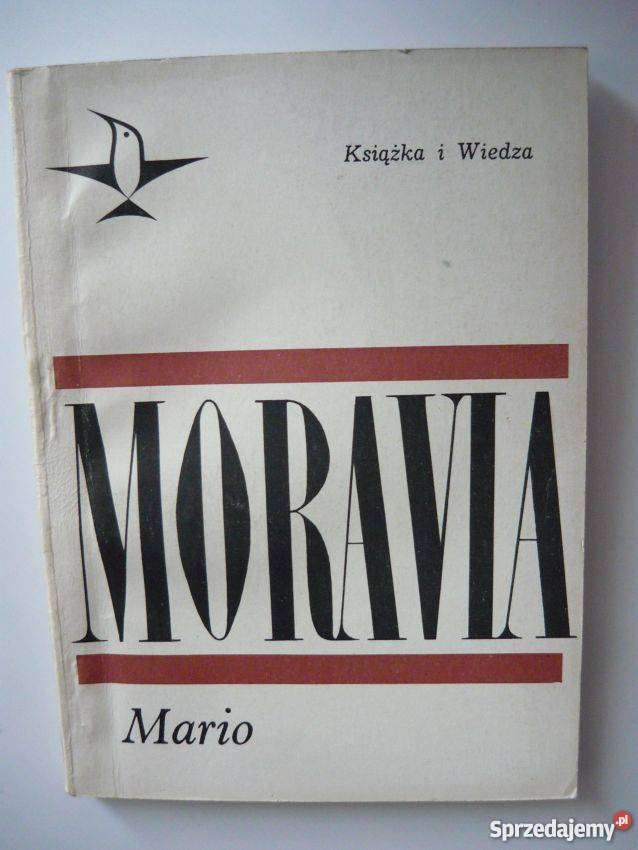 Książka i Wiedza
MORAVIA
Mario
Sprzedajemy.pl